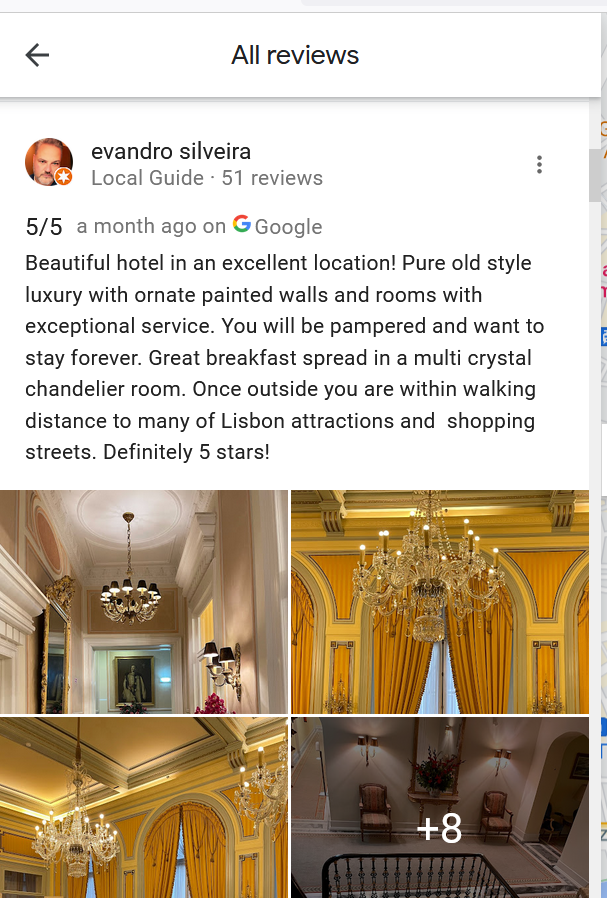 All reviews
evandro silveira
Local Guide · 51 reviews
5/5 a month ago on Google
Beautiful hotel in an excellent location! Pure old style
luxury with ornate painted walls and rooms with
exceptional service. You will be pampered and want to
stay forever. Great breakfast spread in a multi crystal
chandelier room. Once outside you are within walking
distance to many of Lisbon attractions and  shopping
streets. Definitely 5 stars!
+8